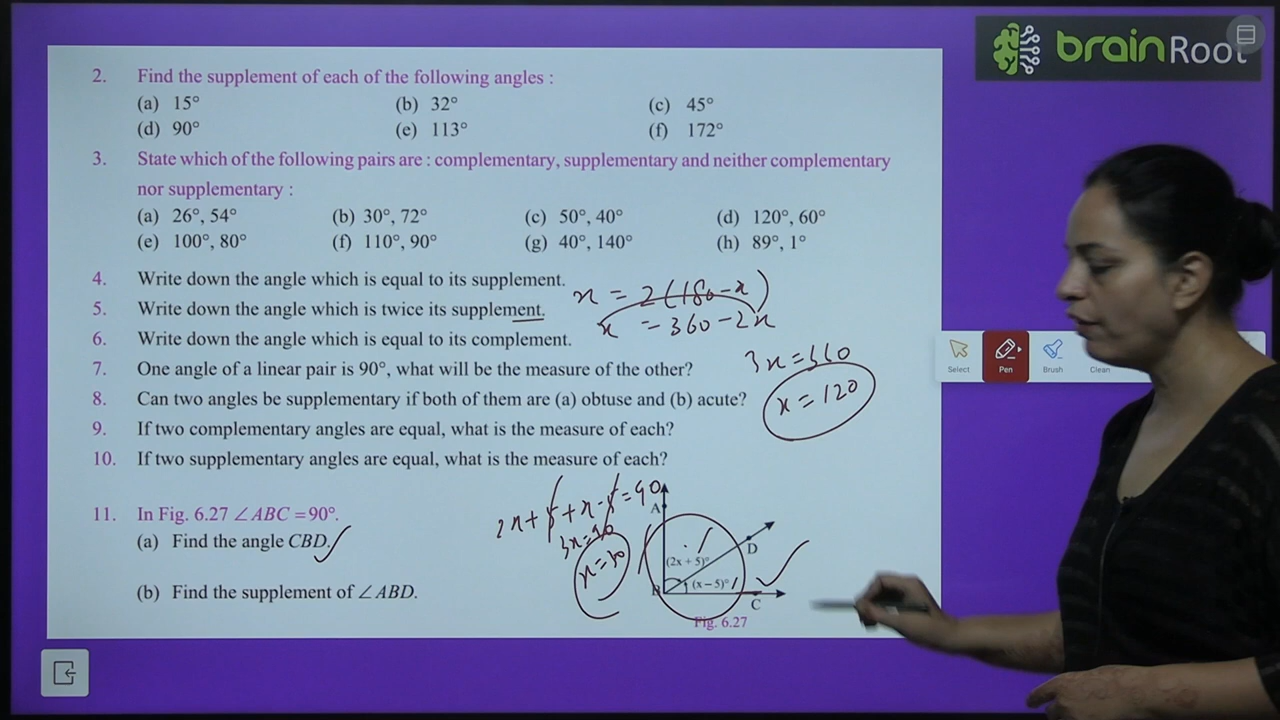 brainRoot
2. Find the supplement of each of the following angles :
(a) 15° (b) 32° (c) 45°
(d) 90° (e) 113° (f) 172°
3. State which of the following pairs are : complementary, supplementary and neither complementary
nor supplementary :
(a) 26°, 54° (b) 30°, 72° (c) 50°, 40° (d) 120°, 60°
(e) 100°, 80° (f) 110°, 90° (g) 40°, 140° (h) 89°, 1°
4. Write down the angle which is equal to its supplement.
5. Write down the angle which is twice its supplement.
x = 2(180-x)
x = 360-2x
3x=360
x=120
6. Write down the angle which is equal to its complement.
7. One angle of a linear pair is 90°, what will be the measure of the other?
8. Can two angles be supplementary if both of them are (a) obtuse and (b) acute?
9. If two complementary angles are equal, what is the measure of each?
10. If two supplementary angles are equal, what is the measure of each?
11. In Fig. 6.27 ∠ABC = 90°.
(a) Find the angle CBD.
(b) Find the supplement of ∠ABD.
2x+5+x-5=90
3x=90
x=30
A
D
(2x + 5)°
(x – 5)°
B
C
Fig. 6.27
Select
Pen
Brush
Clean